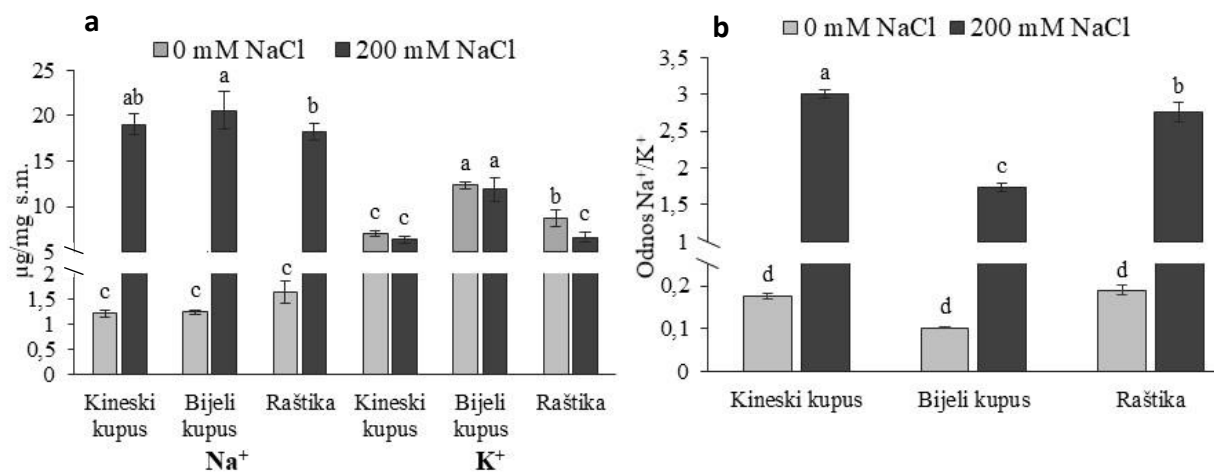 a
0 mM NaCl 200 mM NaCl
µg/mg s.m.
25
20
15
10
5
2
1,5
1
0,5
0
c ab c a c b c c a a b c
Kineski kupus Bijeli kupus Raštika Kineski kupus Bijeli kupus Raštika
Na⁺ K⁺
b
0 mM NaCl 200 mM NaCl
Odnos Na⁺/K⁺
3,5
3
2,5
2
1,5
1
0,2
0,1
0
d a d c d b
Kineski kupus Bijeli kupus Raštika